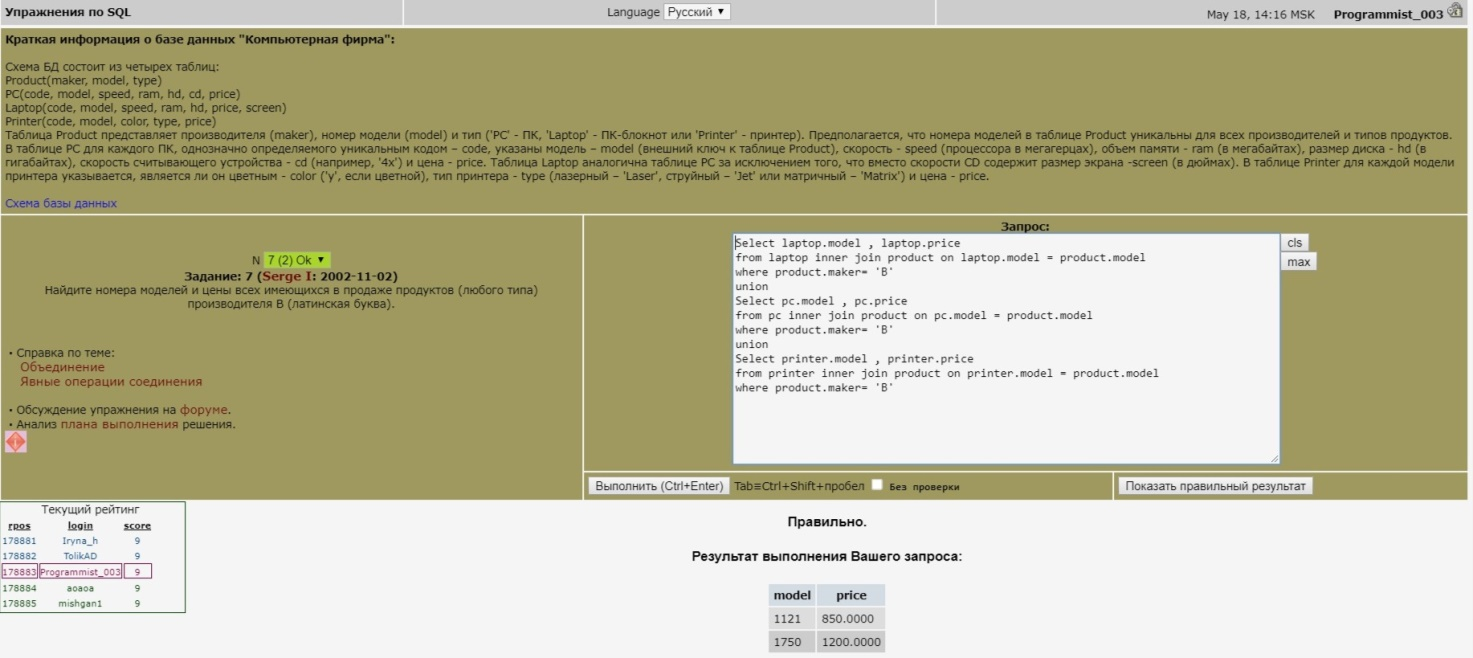 Упражнения по SQL
Language Русский ▼
May 18, 14:16 MSK Programmist_003
Краткая информация о базе данных "Компьютерная фирма":
Схема БД состоит из четырех таблиц:
Product(maker, model, type)
PC(code, model, speed, ram, hd, cd, price)
Laptop(code, model, speed, ram, hd, price, screen)
Printer(code, model, color, type, price)
Таблица Product представляет производителя (maker), номер модели (model) и тип ('PC' - ПК, 'Laptop' - ПК-блокнот или 'Printer' - принтер). Предполагается, что номера моделей в таблице Product уникальны для всех производителей и типов продуктов.
В таблице PC для каждого ПК, однозначно определяемого уникальным кодом – code, указаны модель – model (внешний ключ к таблице Product), скорость - speed (процессора в мегагерцах), объем памяти - ram (в мегабайтах), размер диска - hd (в
гигабайтах), скорость считывающего устройства - cd (например, '4x') и цена - price. Таблица Laptop аналогична таблице PC за исключением того, что вместо скорости CD содержит размер экрана -screen (в дюймах). В таблице Printer для каждой модели
принтера указывается, является ли он цветным - color ('y', если цветной), тип принтера - type (лазерный – 'Laser', струйный – 'Jet' или матричный – 'Matrix') и цена - price.
Схема базы данных
N 7 (2) Ok ▼
Задание: 7 (Serge I: 2002-11-02)
Найдите номера моделей и цены всех имеющихся в продаже продуктов (любого типа)
производителя B (латинская буква).
• Справка по теме:
Объединение
Явные операции соединения
• Обсуждение упражнения на форуме.
• Анализ плана выполнения решения.
Запрос:
Select laptop.model , laptop.price
from laptop inner join product on laptop.model = product.model
where product.maker= 'B'
union
Select pc.model , pc.price
from pc inner join product on pc.model = product.model
where product.maker= 'B'
union
Select printer.model , printer.price
from printer inner join product on printer.model = product.model
where product.maker= 'B'
cls
max
Выполнить (Ctrl+Enter) Tab≡Ctrl+Shift+пробел Без проверки
Показать правильный результат
Текущий рейтинг
rpos login score
178881 Iryna_h 9
178882 TolikAD 9
178883 Programmist_003 9
178884 aoaoa 9
178885 mishgan1 9
Правильно.
Результат выполнения Вашего запроса:
model price
1121 850.0000
1750 1200.0000